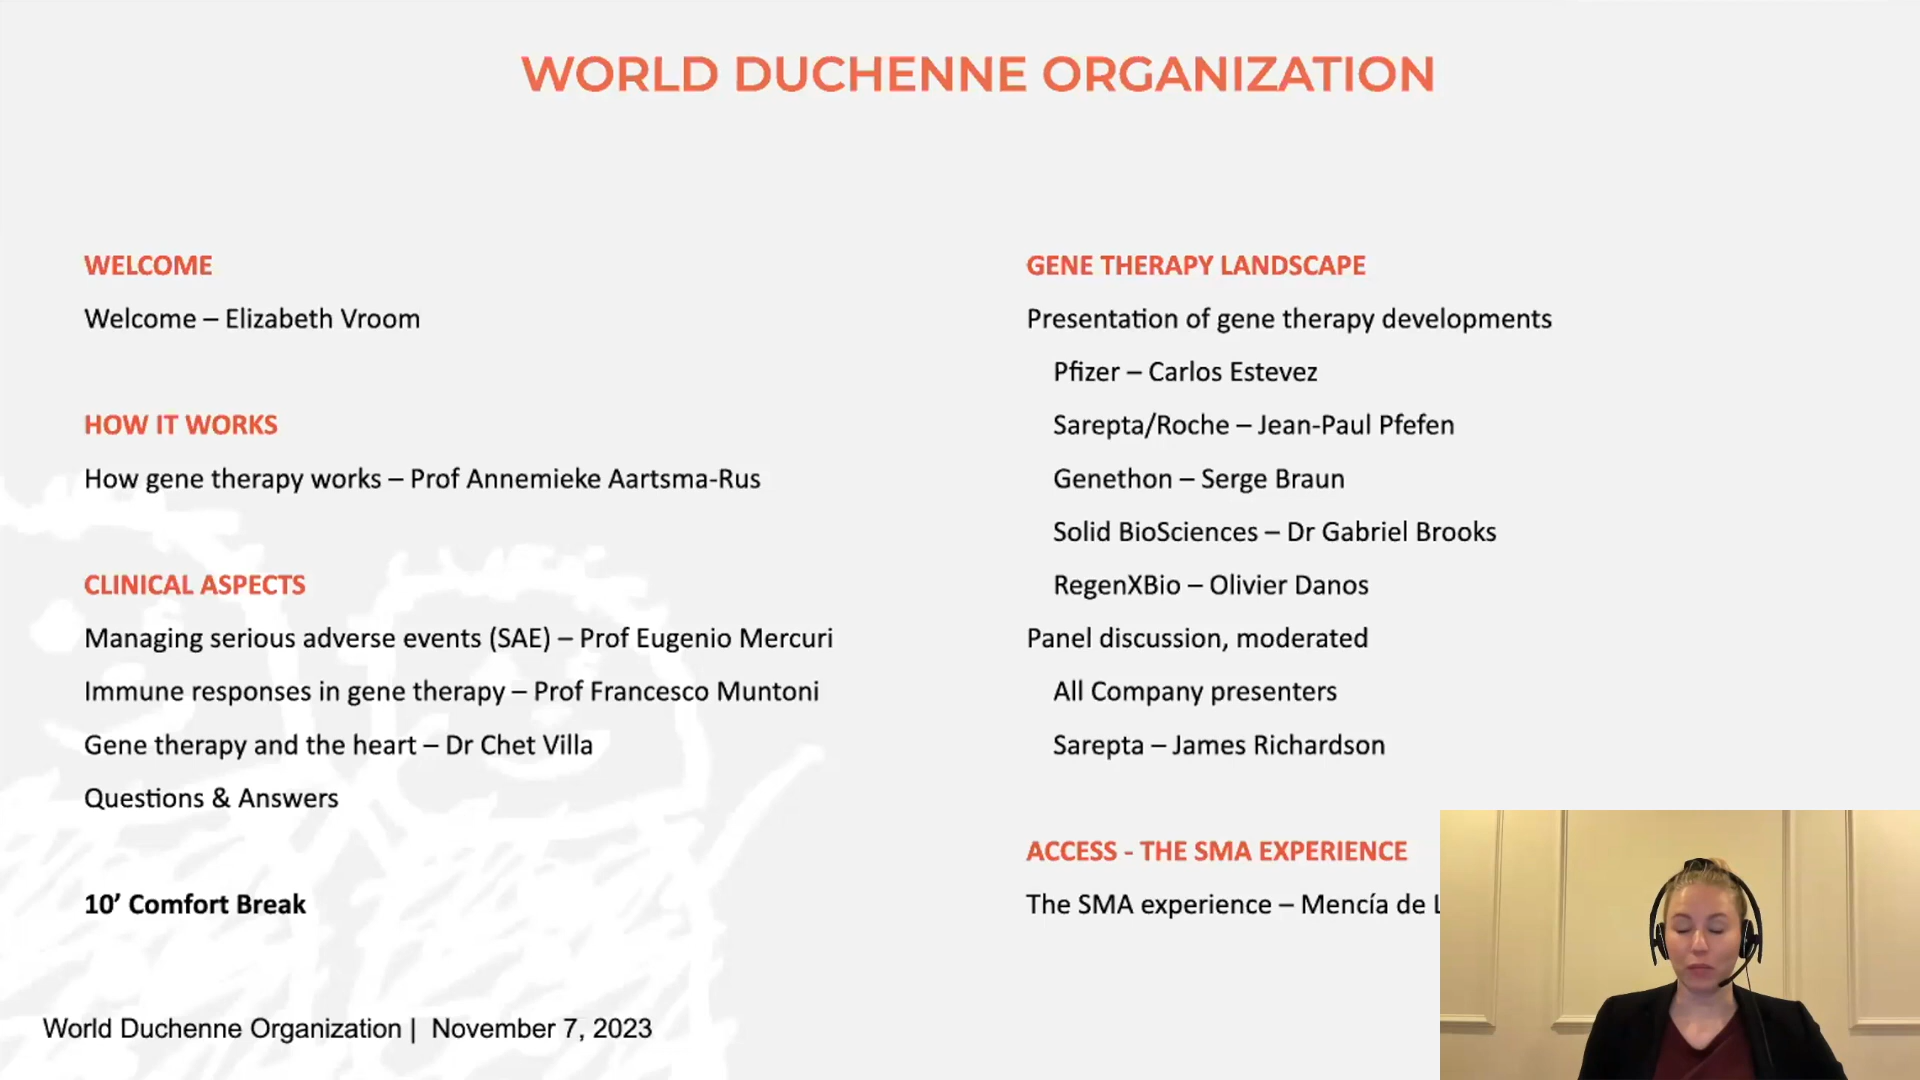 WORLD DUCHENNE ORGANIZATION
WELCOME
Welcome – Elizabeth Vroom
HOW IT WORKS
How gene therapy works – Prof Annemieke Aartsma-Rus
CLINICAL ASPECTS
Managing serious adverse events (SAE) – Prof Eugenio Mercuri
Immune responses in gene therapy – Prof Francesco Muntoni
Gene therapy and the heart – Dr Chet Villa
Questions & Answers
10’ Comfort Break
GENE THERAPY LANDSCAPE
Presentation of gene therapy developments
Pfizer – Carlos Estevez
Sarepta/Roche – Jean-Paul Pfefen
Genethon – Serge Braun
Solid BioSciences – Dr Gabriel Brooks
RegenXBio – Olivier Danos
Panel discussion, moderated
All Company presenters
Sarepta – James Richardson
ACCESS - THE SMA EXPERIENCE
The SMA experience – Mencía de
World Duchenne Organization | November 7, 2023